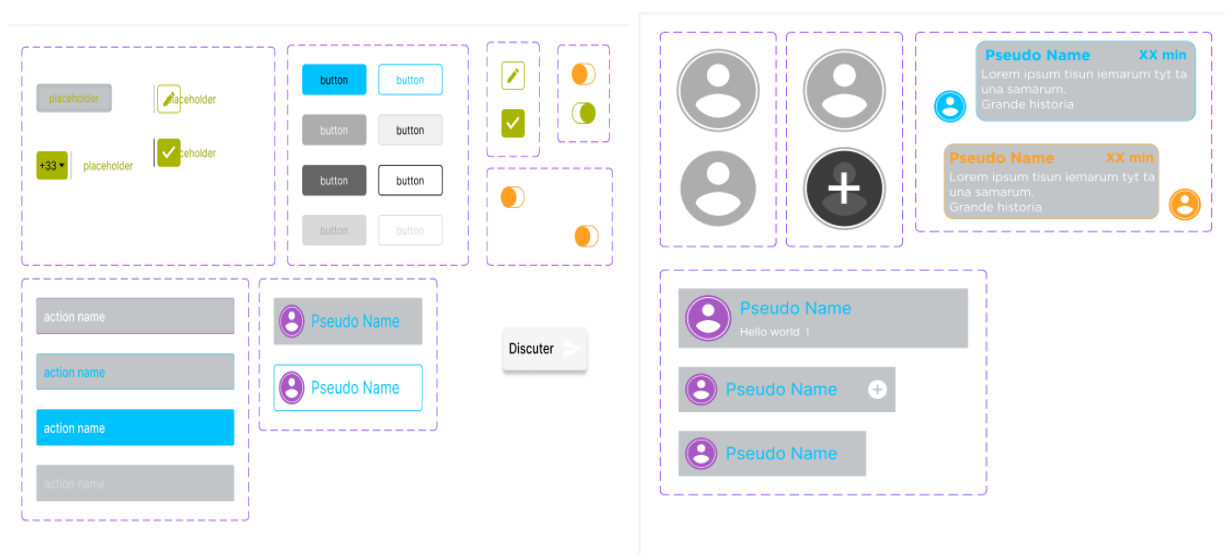 placeholder
laceholder
+33
placeholder
ceholder
button
button
button
button
button
button
button
button
action name
action name
action name
action name
Pseudo Name
Pseudo Name
Discuter
Pseudo Name XX min
Lorem ipsum tisun iemarum tyt ta
una samarum.
Grande historia
Pseudo Name XX min
Lorem ipsum tisun iemarum tyt ta
una samarum.
Grande historia
Pseudo Name
Hello world !
Pseudo Name
Pseudo Name